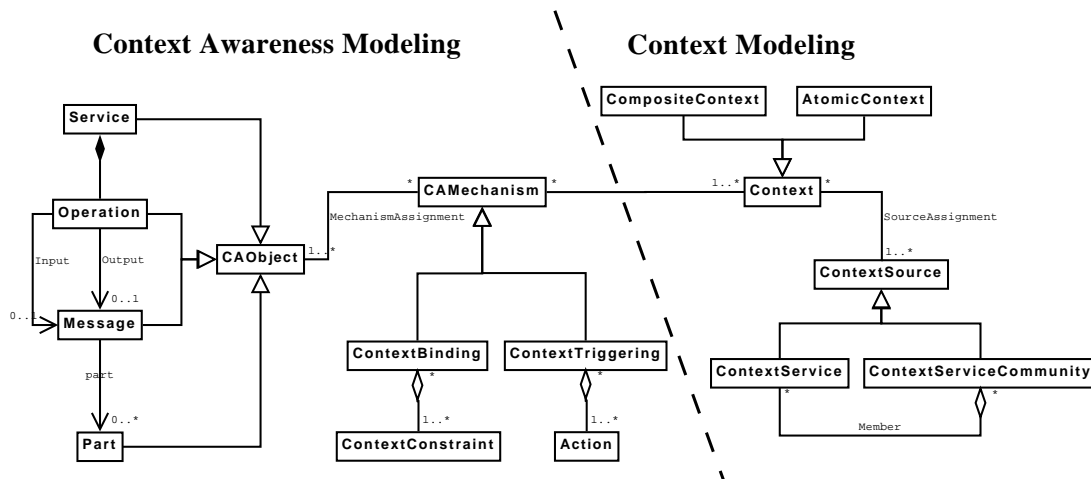 Context Awareness Modeling
Context Modeling
CompositeContext
AtomicContext
Service
CAMechanism
*
*
1..*
Context
*
*
MechanismAssignment
Operation
SourceAssignment
CAObject
1..*
Input
Output
1..*
ContextSource
0..1
0..1
Message
ContextBinding
ContextTriggering
ContextService
ContextServiceCommunity
part
*
*
*
*
0..*
1..*
1..*
Member
Part
ContextConstraint
Action